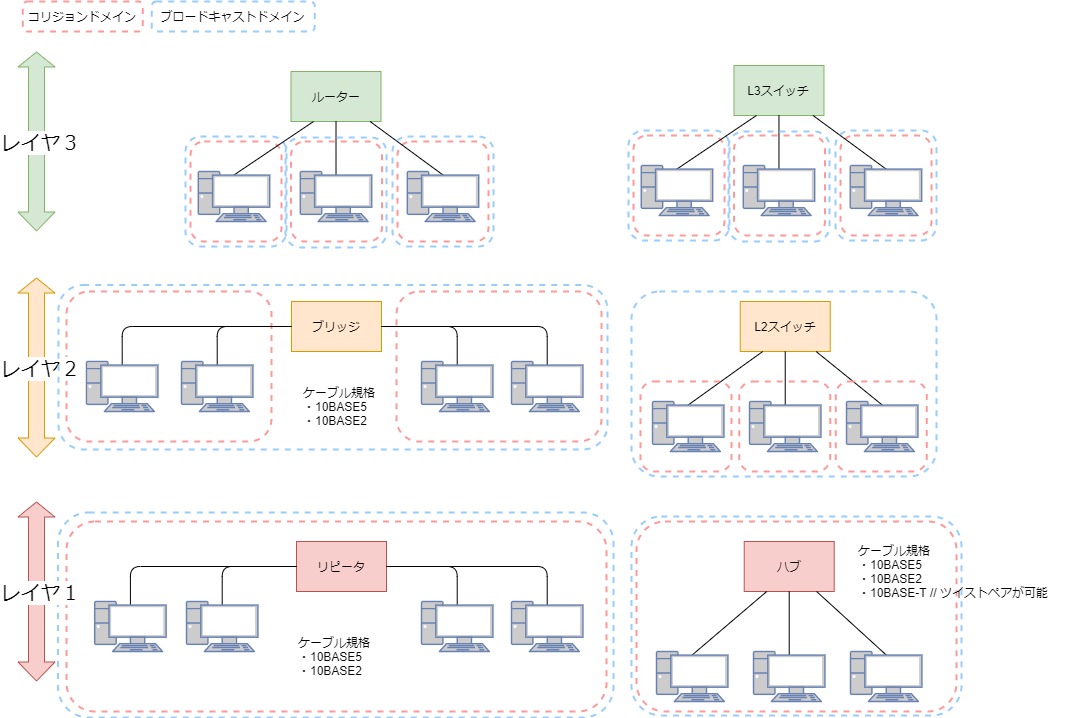 コリジョンドメイン
ブロードキャストドメイン
レイヤ３
ルーター
L3スイッチ
レイヤ２
ブリッジ
ケーブル規格
・10BASE5
・10BASE2
L2スイッチ
レイヤ１
リピータ
ケーブル規格
・10BASE5
・10BASE2
ハブ
ケーブル規格
・10BASE5
・10BASE2
・10BASE-T // ツイストペアが可能